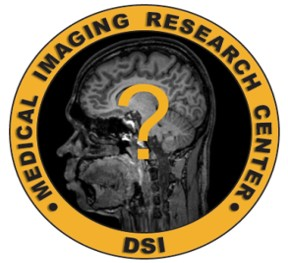 • MEDICAL IMAGING RESEARCH CENTER •
?
DSI